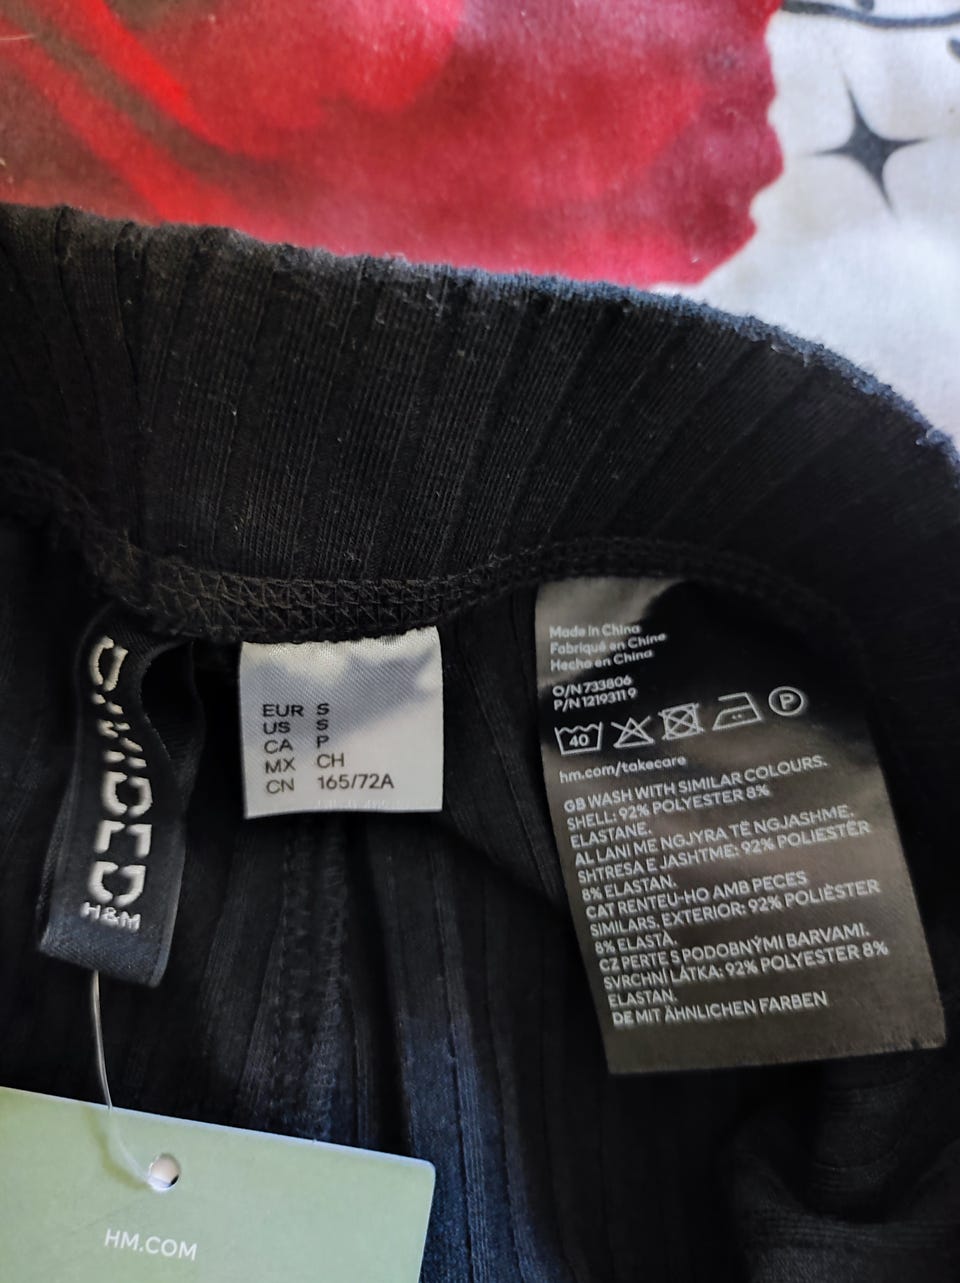 DIVIDED
H&M
EUR S
US S
CA P
MX CH
CN 165/72A
Made in China
Fabriqué en Chine
Hecho en China
O/N 733806
P/N 1219311 9
40
P
hm.com/takecare
GB WASH WITH SIMILAR COLOURS.
SHELL: 92% POLYESTER 8%
ELASTANE.
AL LANI ME NGJYRA TË NGJASHME.
SHTRESA E JASHTME: 92% POLIESTËR
8% ELASTAN.
CAT RENTEU-HO AMB PECES
SIMILARS. EXTERIOR: 92% POLIÈSTER
8% ELASTÀ.
CZ PERTE S PODOBNÝMI BARVAMI.
SVRCHNÍ LÁTKA: 92% POLYESTER 8%
ELASTAN.
DE MIT ÄHNLICHEN FARBEN
HM.COM